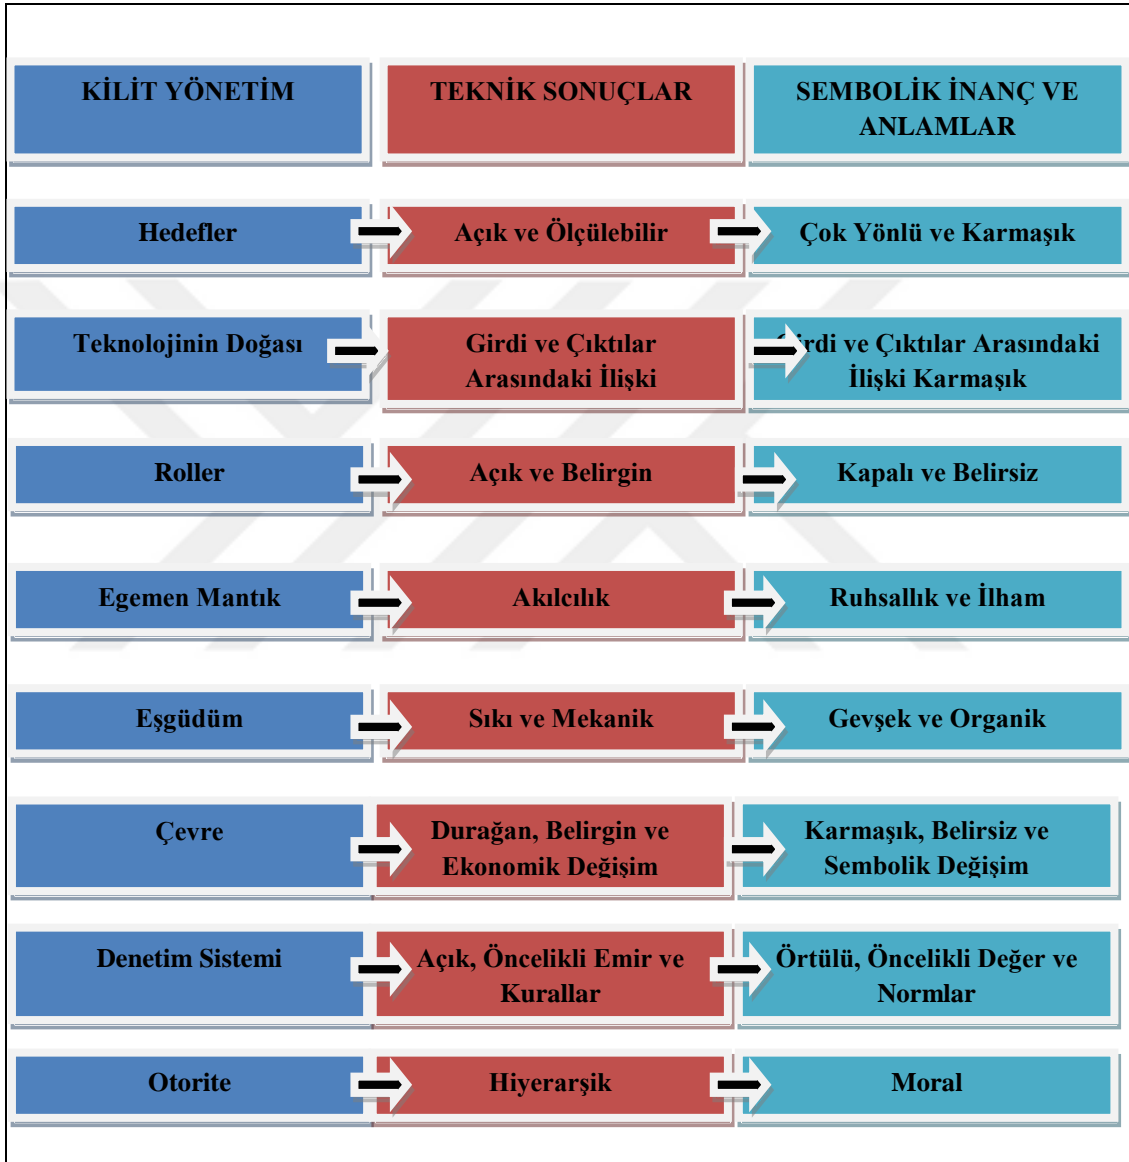 KİLİT YÖNETİM
TEKNİK SONUÇLAR
SEMBOLİK İNANÇ VE
ANLAMLAR
Hedefler
Açık ve Ölçülebilir
Çok Yönlü ve Karmaşık
Teknolojinin Doğası
Girdi ve Çıktılar
Arasındaki İlişki
Girdi ve Çıktılar Arasındaki
İlişki Karmaşık
Roller
Açık ve Belirgin
Kapalı ve Belirsiz
Egemen Mantık
Akılcılık
Ruhsallık ve İlham
Eşgüdüm
Sıkı ve Mekanik
Gevşek ve Organik
Çevre
Durağan, Belirgin ve
Ekonomik Değişim
Karmaşık, Belirsiz ve
Sembolik Değişim
Denetim Sistemi
Açık, Öncelikli Emir ve
Kurallar
Örtülü, Öncelikli Değer ve
Normlar
Otorite
Hiyerarşik
Moral